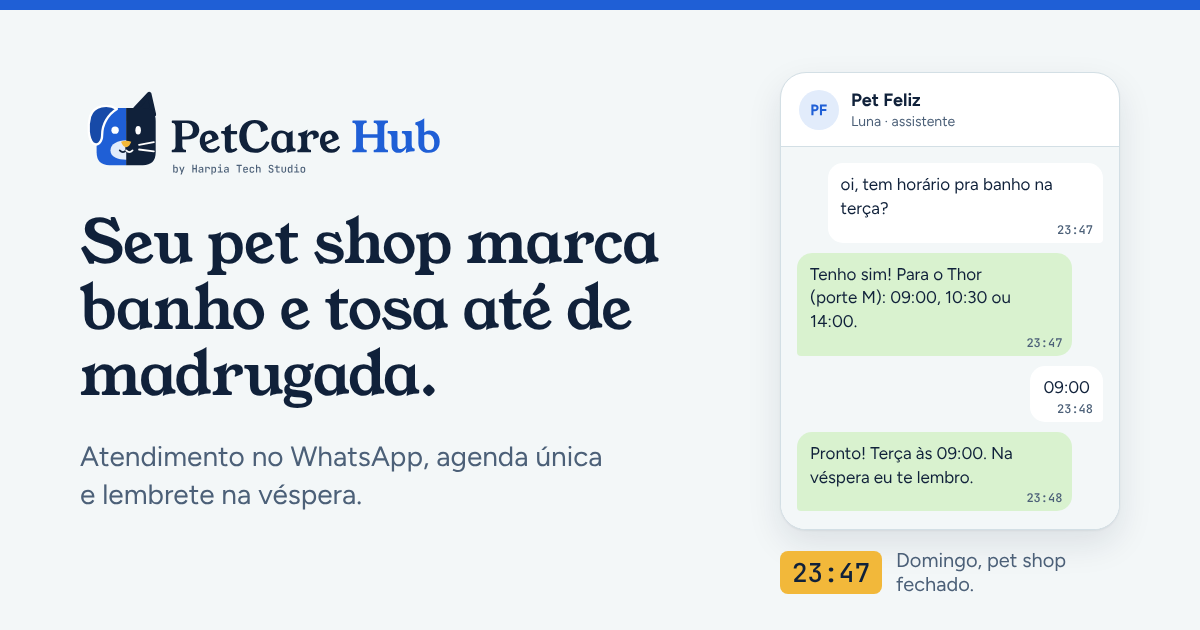 PetCare Hub
by Harpia Tech Studio
Seu pet shop marca
banho e tosa até de
madrugada.
Atendimento no WhatsApp, agenda única
e lembrete na véspera.
PF
Pet Feliz
Luna · assistente
oi, tem horário pra banho na
terça?
23:47
Tenho sim! Para o Thor
(porte M): 09:00, 10:30 ou
14:00.
23:47
09:00
23:48
Pronto! Terça às 09:00. Na
véspera eu te lembro.
23:48
23:47
Domingo, pet shop
fechado.